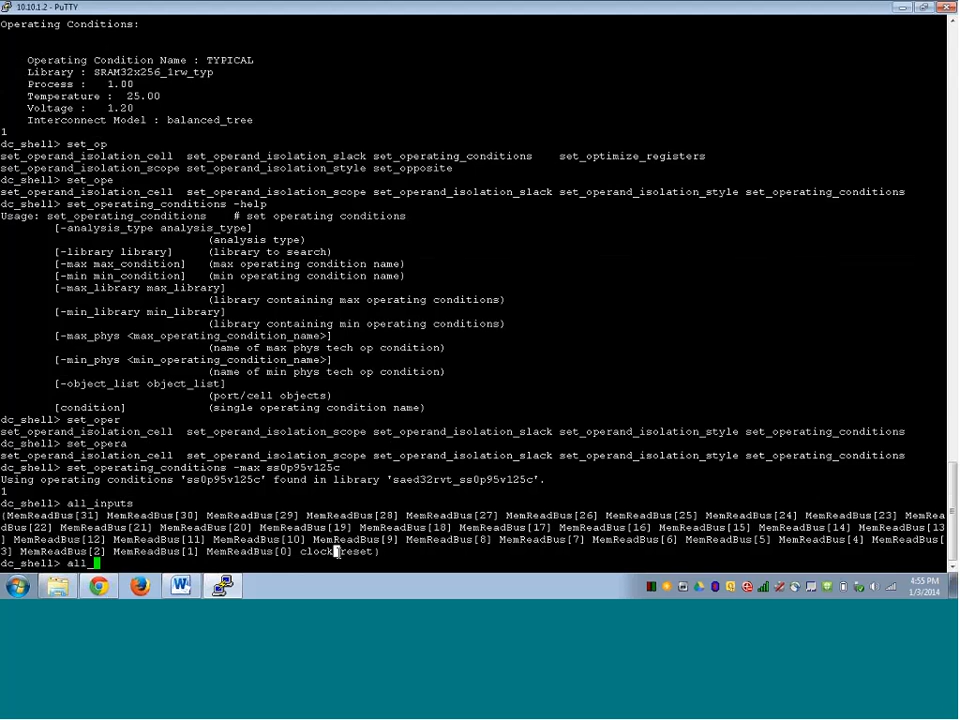 10.10.1.2 - PuTTY
Operating Conditions:
Operating Condition Name : TYPICAL
Library : SRAM32x256_1rw_typ
Process : 1.00
Temperature : 25.00
Voltage : 1.20
Interconnect Model : balanced_tree
1
dc_shell> set_op
set_operand_isolation_cell set_operand_isolation_slack set_operating_conditions set_optimize_registers
set_operand_isolation_scope set_operand_isolation_style set_opposite
dc_shell> set_ope
set_operand_isolation_cell set_operand_isolation_scope set_operand_isolation_slack set_operand_isolation_style set_operating_conditions
dc_shell> set_operating_conditions -help
Usage: set_operating_conditions # set operating conditions
[-analysis_type analysis_type]
(analysis type)
[-library library] (library to search)
[-max max_condition] (max operating condition name)
[-min min_condition] (min operating condition name)
[-max_library max_library]
(library containing max operating conditions)
[-min_library min_library]
(library containing min operating conditions)
[-max_phys <max_operating_condition_name>]
(name of max phys tech op condition)
[-min_phys <min_operating_condition_name>]
(name of min phys tech op condition)
[-object_list object_list]
(port/cell objects)
[condition] (single operating condition name)
dc_shell> set_oper
set_operand_isolation_cell set_operand_isolation_scope set_operand_isolation_slack set_operand_isolation_style set_operating_conditions
dc_shell> set_opera
set_operand_isolation_cell set_operand_isolation_scope set_operand_isolation_slack set_operand_isolation_style set_operating_conditions
dc_shell> set_operating_conditions -max ss0p95v125c
Using operating conditions 'ss0p95v125c' found in library 'saed32rvt_ss0p95v125c'.
1
dc_shell> all_inputs
{MemReadBus[31] MemReadBus[30] MemReadBus[29] MemReadBus[28] MemReadBus[27] MemReadBus[26] MemReadBus[25] MemReadBus[24] MemReadBus[23] MemRea
dBus[22] MemReadBus[21] MemReadBus[20] MemReadBus[19] MemReadBus[18] MemReadBus[17] MemReadBus[16] MemReadBus[15] MemReadBus[14] MemReadBus[13
] MemReadBus[12] MemReadBus[11] MemReadBus[10] MemReadBus[9] MemReadBus[8] MemReadBus[7] MemReadBus[6] MemReadBus[5] MemReadBus[4] MemReadBus[
3] MemReadBus[2] MemReadBus[1] MemReadBus[0] clock reset}
dc_shell> all_
4:55 PM
1/3/2014